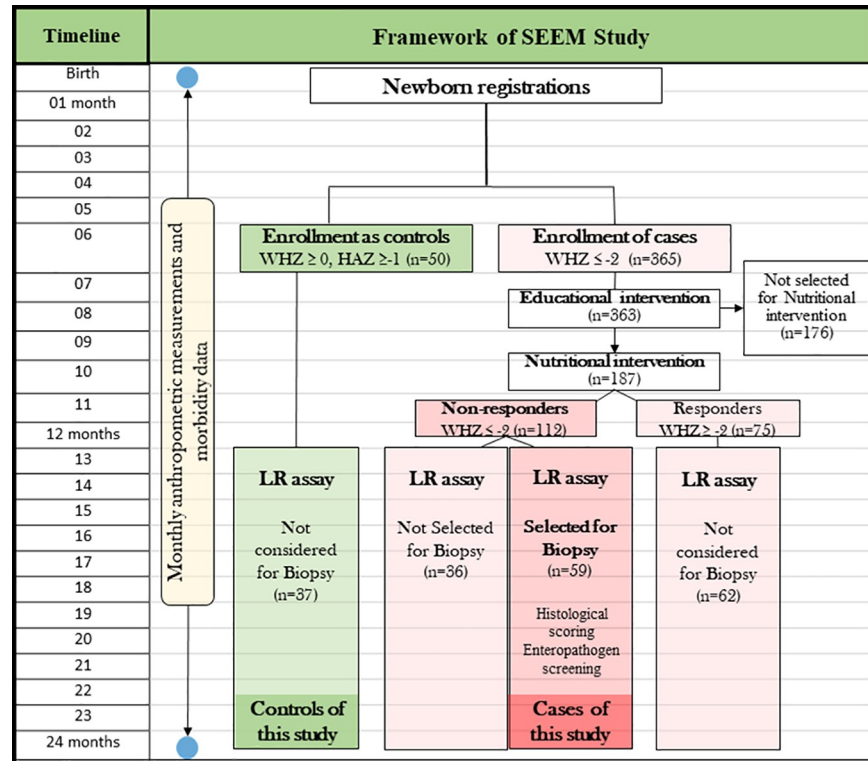 Timeline
Framework of SEEM Study
Birth
01 month
02
03
04
05
06
07
08
09
10
11
12 months
13
14
15
16
17
18
19
20
21
22
23
24 months
Monthly anthropometric measurements and
morbidity data
Newborn registrations
Enrollment as controls
WHZ ≥ 0, HAZ ≥-1 (n=50)
Enrollment of cases
WHZ ≤ -2 (n=365)
Educational intervention
(n=363)
Not selected
for Nutritional
intervention
(n=176)
Nutritional intervention
(n=187)
Non-responders
WHZ ≤ -2 (n=112)
Responders
WHZ ≥ -2 (n=75)
LR assay
Not
considered
for Biopsy
(n=37)
Controls of
this study
LR assay
Not Selected
for Biopsy
(n=36)
LR assay
Selected for
Biopsy
(n=59)
Histological
scoring
Enteropathogen
screening
Cases of
this study
LR assay
Not
considered
for Biopsy
(n=62)